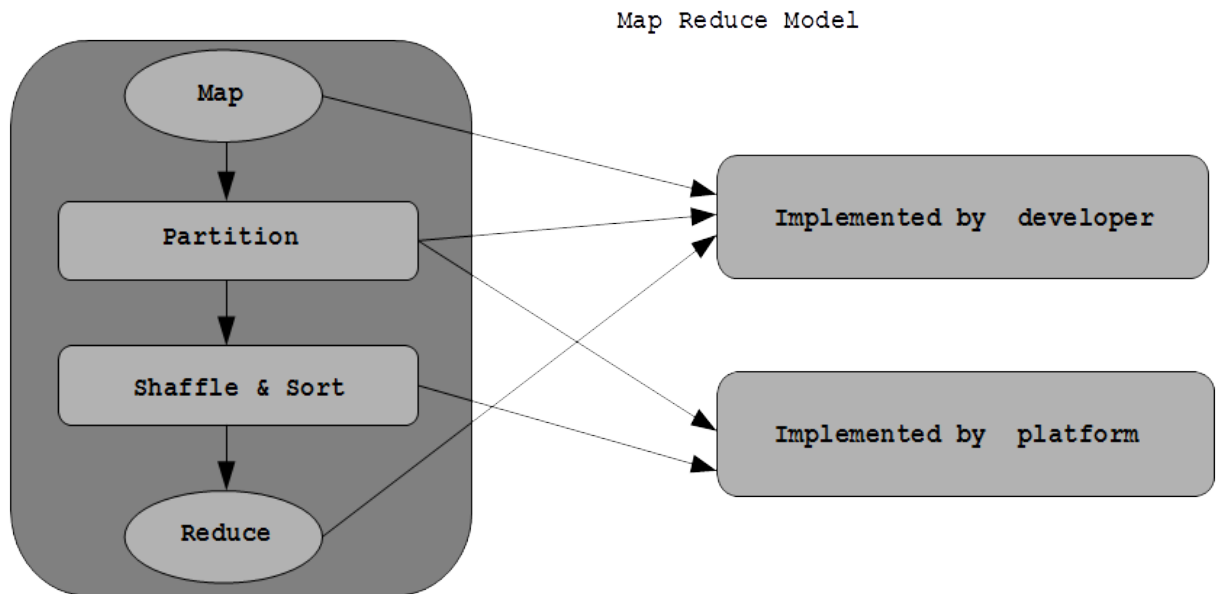 Map Reduce Model
Map
Partition
Shaffle & Sort
Reduce
Implemented by developer
Implemented by platform